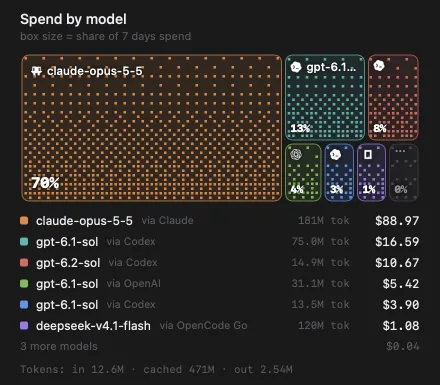 Spend by model
box size = share of 7 days spend
claude-opus-5-5
gpt-6.1...
70%
13%
8%
4%
3%
1%
0%
claude-opus-5-5 via Claude 181M tok $88.97
gpt-6.1-sol via Codex 75.0M tok $16.59
gpt-6.2-sol via Codex 14.9M tok $10.67
gpt-6.1-sol via OpenAI 31.1M tok $5.42
gpt-6.1-sol via Codex 13.5M tok $3.90
deepseek-v4.1-flash via OpenCode Go 120M tok $1.08
3 more models $0.04
Tokens: in 12.6M · cached 471M · out 2.54M